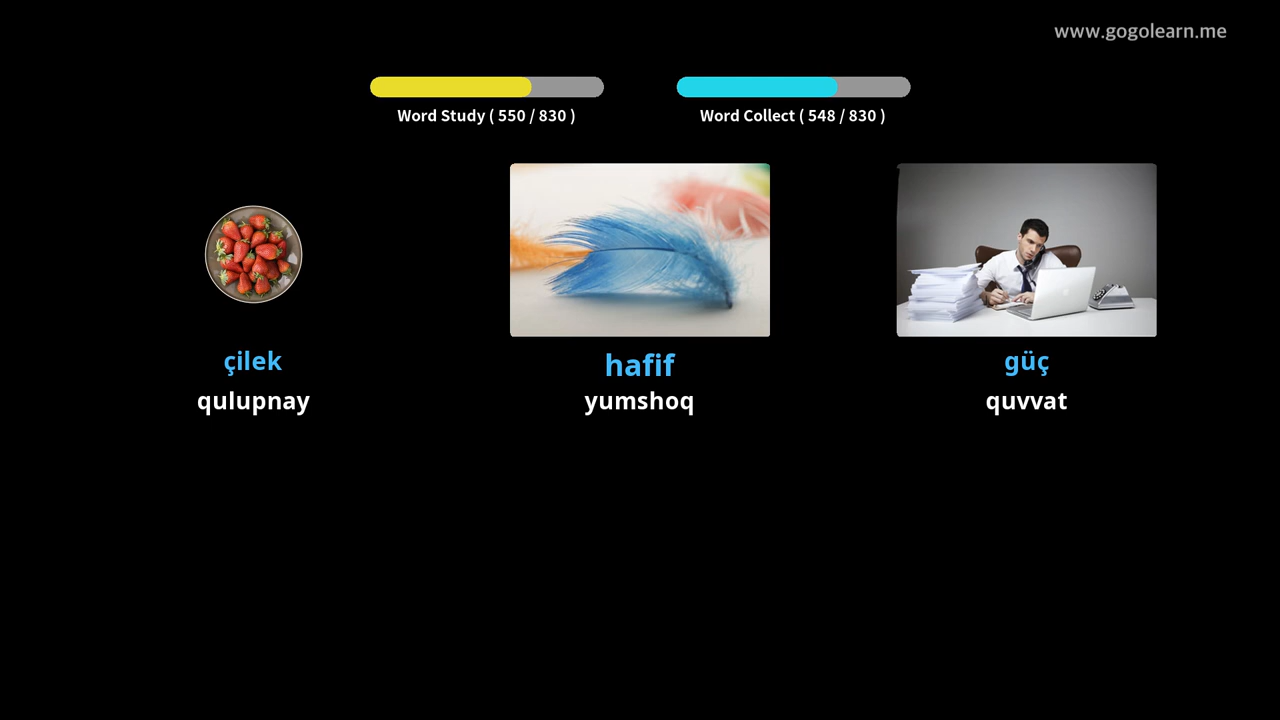 www.gogolearn.me
Word Study ( 550 / 830 )
Word Collect ( 548 / 830 )
çilek
qulupnay
hafif
yumshoq
güç
quvvat